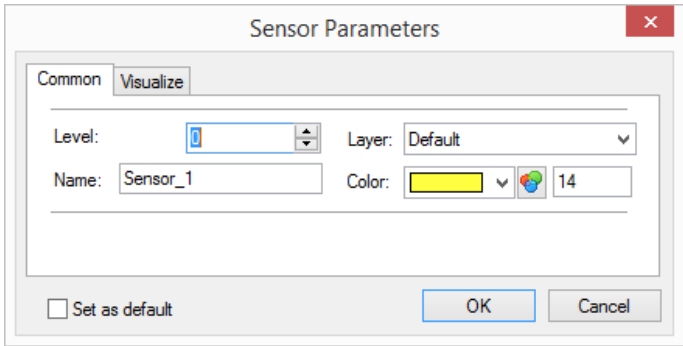 Sensor Parameters
Common Visualize
Level: 0 Layer: Default
Name: Sensor_1 Color: 14
Set as default OK Cancel